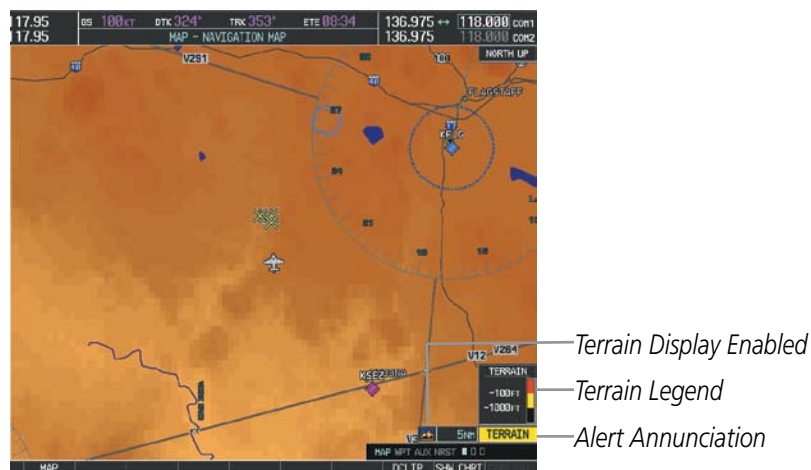 17.95 GS 100KT DTK 324° TRK 353° ETE 08:34 136.975 ↔ 118.000 COM1
17.95 MAP - NAVIGATION MAP 136.975 118.000 COM2
NORTH UP
V291
FLAGSTAFF
17
KSEZ
V12
V264
TERRAIN
-100FT
-1000FT
5NM TERRAIN
MAP WPT AUX NRST
MAP DCLTR SHW CHRT
Terrain Display Enabled
Terrain Legend
Alert Annunciation